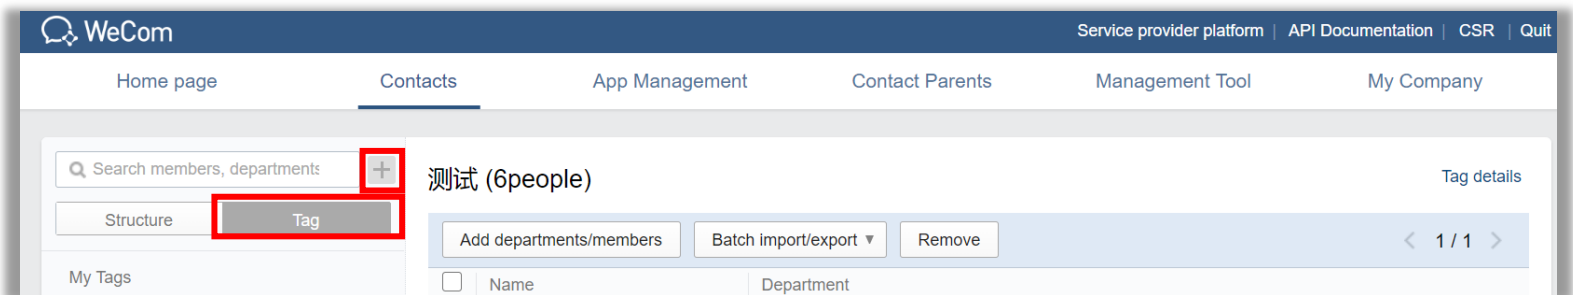 WeCom
Service provider platform | API Documentation | CSR | Quit
Home page Contacts App Management Contact Parents Management Tool My Company
Search members, departments
测试 (6people)
Tag details
Structure Tag
Add departments/members Batch import/export Remove 1 / 1
My Tags
Name Department